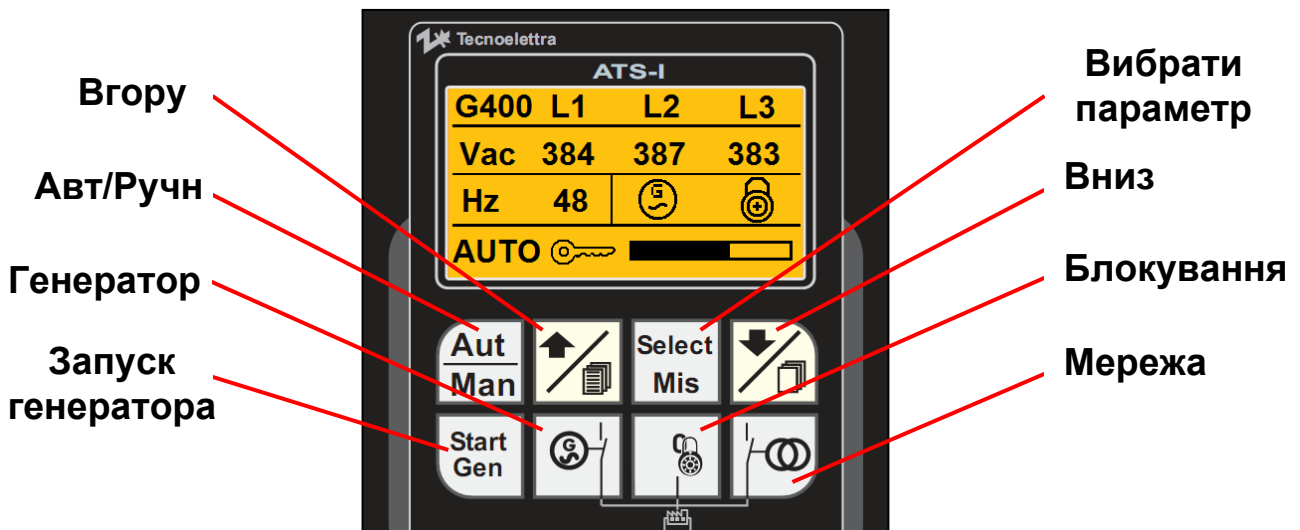 Tecnoelettra
ATS-I
G400 L1 L2 L3
Vac 384 387 383
Hz 48 G
AUTO
Aut
Man
Select
Mis
Start
Gen
G
Вгору
Авт/Ручн
Генератор
Запуск
генератора
Вибрати
параметр
Вниз
Блокування
Мережа